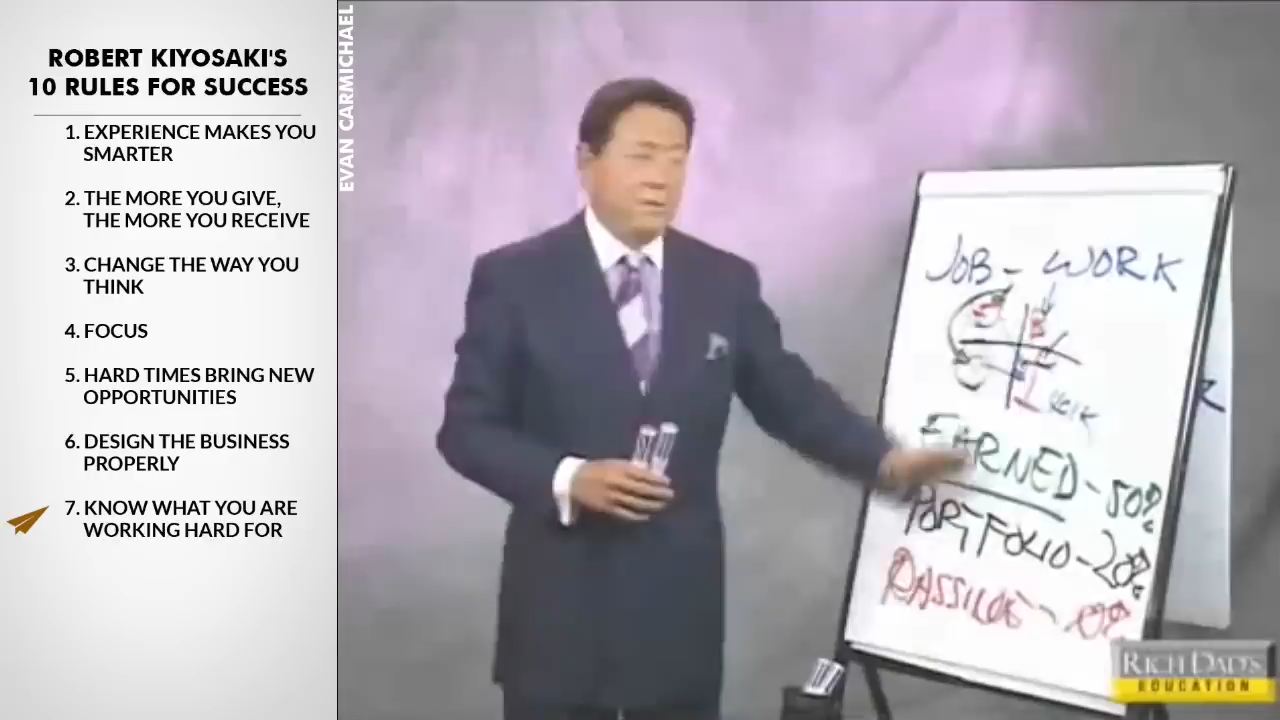 ROBERT KIYOSAKI'S
10 RULES FOR SUCCESS
1. EXPERIENCE MAKES YOU
SMARTER
2. THE MORE YOU GIVE,
THE MORE YOU RECEIVE
3. CHANGE THE WAY YOU
THINK
4. FOCUS
5. HARD TIMES BRING NEW
OPPORTUNITIES
6. DESIGN THE BUSINESS
PROPERLY
7. KNOW WHAT YOU ARE
WORKING HARD FOR
EVAN CARMICHAEL
JOB - WORK
B
I
EARNED - 50%
PORTFOLIO - 20%
PASSIVE -
RICH DAD'S
EDUCATION